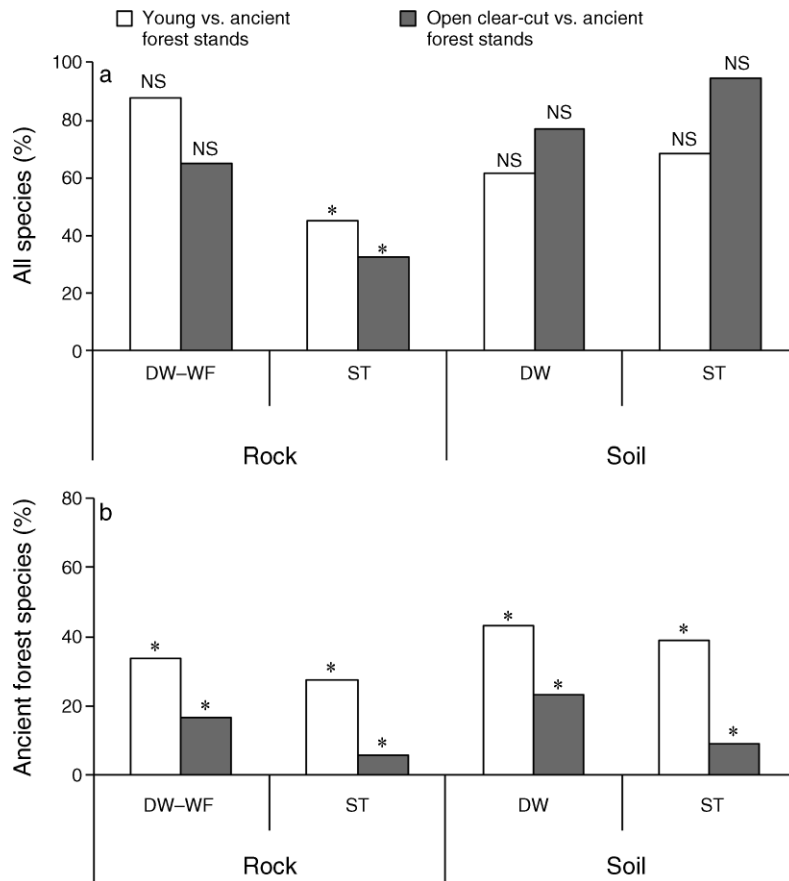 Young vs. ancient
forest stands
Open clear-cut vs. ancient
forest stands
a
All species (%)
100
80
60
40
20
0
NS
NS
*
*
NS
NS
NS
NS
DW–WF
ST
DW
ST
Rock
Soil
b
Ancient forest species (%)
80
60
40
20
0
*
*
*
*
*
*
*
*
DW–WF
ST
DW
ST
Rock
Soil